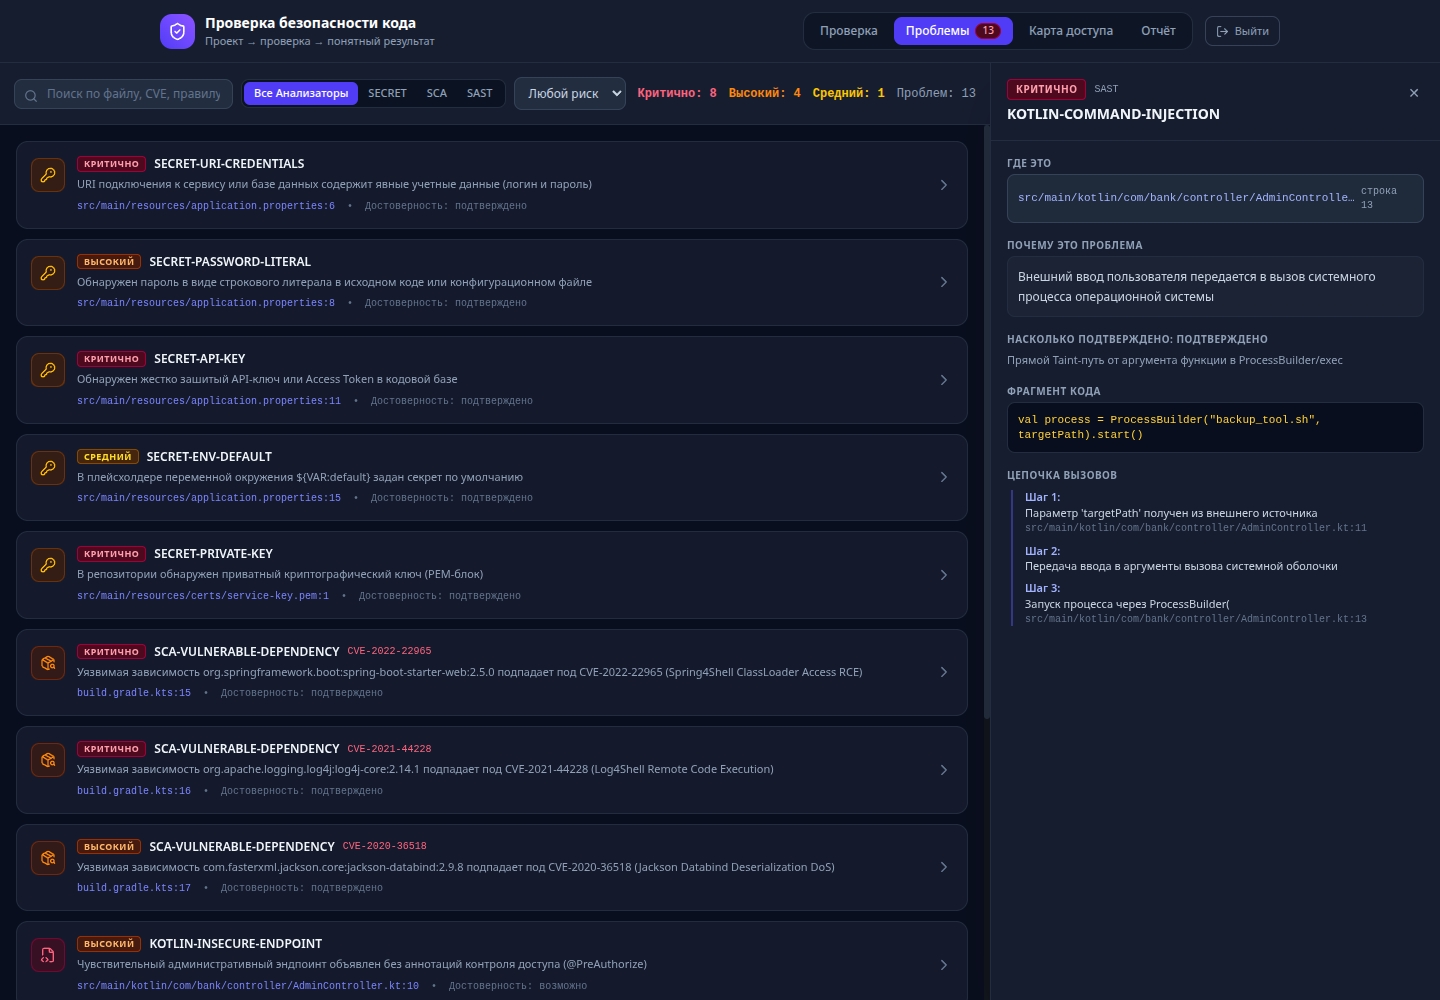 Проверка безопасности кода
Проект → проверка → понятный результат
Проверка
Проблемы 13
Карта доступа
Отчёт
Выйти
Поиск по файлу, CVE, правилу
Все Анализаторы
SECRET
SCA
SAST
Любой риск
Критично: 8 Высокий: 4 Средний: 1 Проблем: 13
КРИТИЧНО SECRET-URI-CREDENTIALS
URI подключения к сервису или базе данных содержит явные учетные данные (логин и пароль)
src/main/resources/application.properties:6 • Достоверность: подтверждено
ВЫСОКИЙ SECRET-PASSWORD-LITERAL
Обнаружен пароль в виде строкового литерала в исходном коде или конфигурационном файле
src/main/resources/application.properties:8 • Достоверность: подтверждено
КРИТИЧНО SECRET-API-KEY
Обнаружен жестко зашитый API-ключ или Access Token в кодовой базе
src/main/resources/application.properties:11 • Достоверность: подтверждено
СРЕДНИЙ SECRET-ENV-DEFAULT
В плейсхолдере переменной окружения ${VAR:default} задан секрет по умолчанию
src/main/resources/application.properties:15 • Достоверность: подтверждено
КРИТИЧНО SECRET-PRIVATE-KEY
В репозитории обнаружен приватный криптографический ключ (PEM-блок)
src/main/resources/certs/service-key.pem:1 • Достоверность: подтверждено
КРИТИЧНО SCA-VULNERABLE-DEPENDENCY CVE-2022-22965
Уязвимая зависимость org.springframework.boot:spring-boot-starter-web:2.5.0 подпадает под CVE-2022-22965 (Spring4Shell ClassLoader Access RCE)
build.gradle.kts:15 • Достоверность: подтверждено
КРИТИЧНО SCA-VULNERABLE-DEPENDENCY CVE-2021-44228
Уязвимая зависимость org.apache.logging.log4j:log4j-core:2.14.1 подпадает под CVE-2021-44228 (Log4Shell Remote Code Execution)
build.gradle.kts:16 • Достоверность: подтверждено
ВЫСОКИЙ SCA-VULNERABLE-DEPENDENCY CVE-2020-36518
Уязвимая зависимость com.fasterxml.jackson.core:jackson-databind:2.9.8 подпадает под CVE-2020-36518 (Jackson Databind Deserialization DoS)
build.gradle.kts:17 • Достоверность: подтверждено
ВЫСОКИЙ KOTLIN-INSECURE-ENDPOINT
Чувствительный административный эндпоинт объявлен без аннотаций контроля доступа (@PreAuthorize)
src/main/kotlin/com/bank/controller/AdminController.kt:10 • Достоверность: возможно
КРИТИЧНО SAST
KOTLIN-COMMAND-INJECTION
ГДЕ ЭТО
src/main/kotlin/com/bank/controller/AdminControlle… строка
13
ПОЧЕМУ ЭТО ПРОБЛЕМА
Внешний ввод пользователя передается в вызов системного
процесса операционной системы
НАСКОЛЬКО ПОДТВЕРЖДЕНО: ПОДТВЕРЖДЕНО
Прямой Taint-путь от аргумента функции в ProcessBuilder/exec
ФРАГМЕНТ КОДА
val process = ProcessBuilder("backup_tool.sh",
targetPath).start()
ЦЕПОЧКА ВЫЗОВОВ
Шаг 1:
Параметр 'targetPath' получен из внешнего источника
src/main/kotlin/com/bank/controller/AdminController.kt:11
Шаг 2:
Передача ввода в аргументы вызова системной оболочки
Шаг 3:
Запуск процесса через ProcessBuilder(
src/main/kotlin/com/bank/controller/AdminController.kt:13